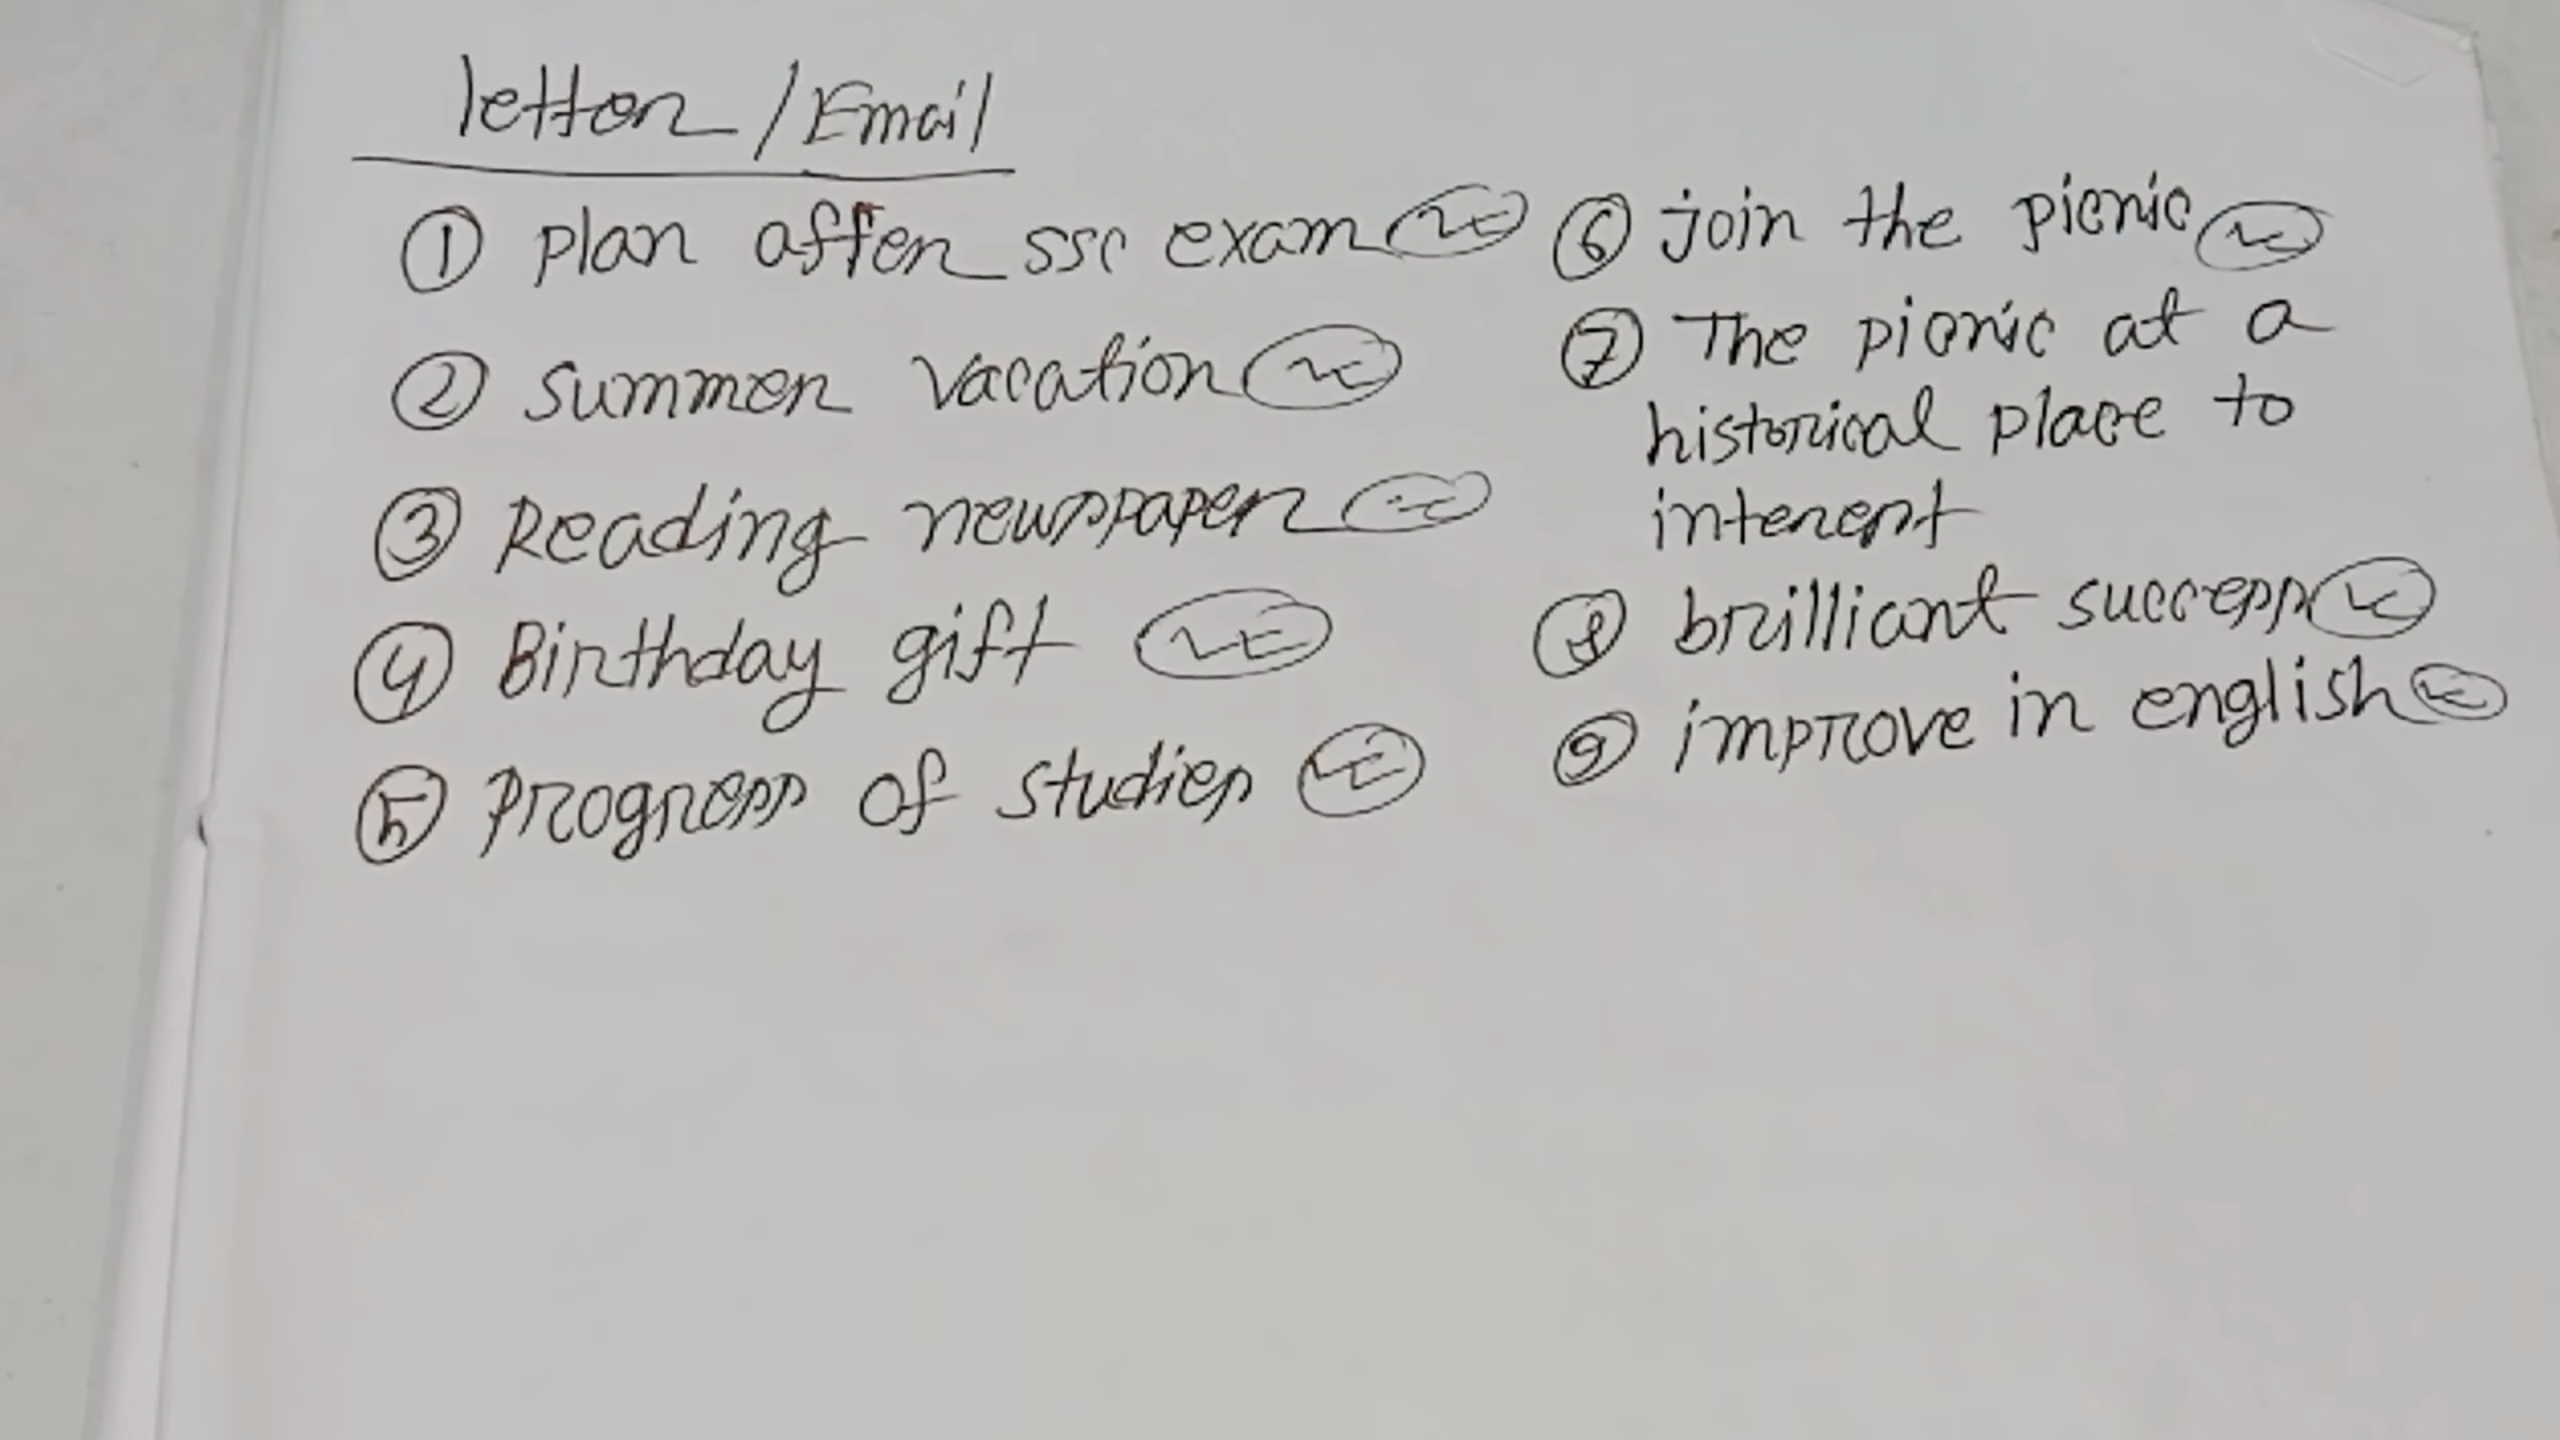 letter / Email
① plan after ssc exam
② summer vacation
③ Reading newspaper
④ Birthday gift
⑤ progress of studies
⑥ join the picnic
⑦ The picnic at a
historical place to
interest
⑧ brilliant success
⑨ improve in english